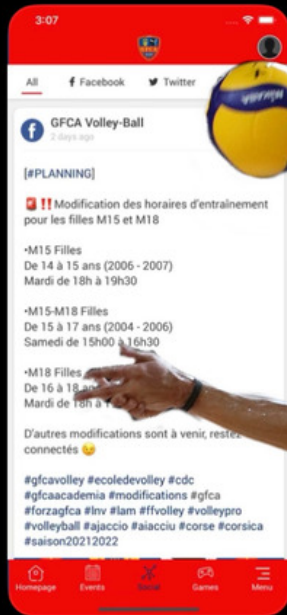 3:07
GFCA
All
Facebook
Twitter
MIKASA
GFCA Volley-Ball
2 days ago
[#PLANNING]
🚨‼️Modification des horaires d'entraînement
pour les filles M15 et M18
•M15 Filles
De 14 à 15 ans (2006 - 2007)
Mardi de 18h à 19h30
•M15-M18 Filles
De 15 à 17 ans (2004 - 2006)
Samedi de 15h00 à 16h30
•M18 Filles
De 16 à 18
Mardi de 18h à
D'autres modifications sont à venir, restez
connectés 😉
#gfcavolley #ecoledevolley #cdc
#gfcaacademia #modifications #gfca
#forzagfca #lnv #lam #ffvolley #volleypro
#volleyball #ajaccio #aiacciu #corse #corsica
#saison20212022
Homepage
Events
Social
Games
Menu